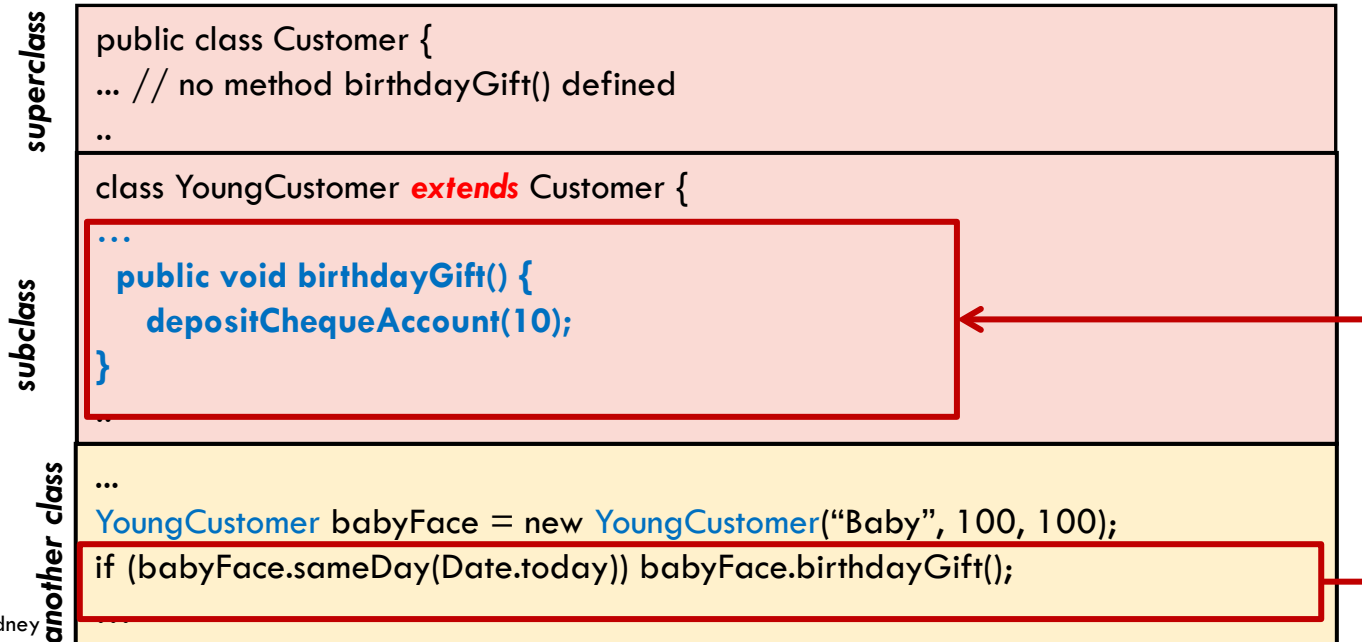 superclass
public class Customer {
... // no method birthdayGift() defined
..
subclass
class YoungCustomer extends Customer {
...
public void birthdayGift() {
depositChequeAccount(10);
}
..
another class
...
YoungCustomer babyFace = new YoungCustomer(“Baby”, 100, 100);
if (babyFace.sameDay(Date.today)) babyFace.birthdayGift();
...